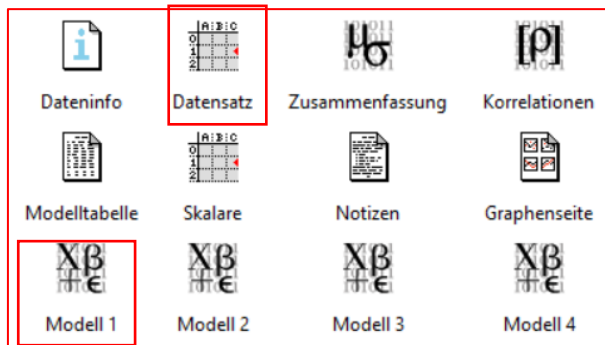 Dateninfo Datensatz Zusammenfassung Korrelationen
Modelltabelle Skalare Notizen Graphenseite
Modell 1 Modell 2 Modell 3 Modell 4